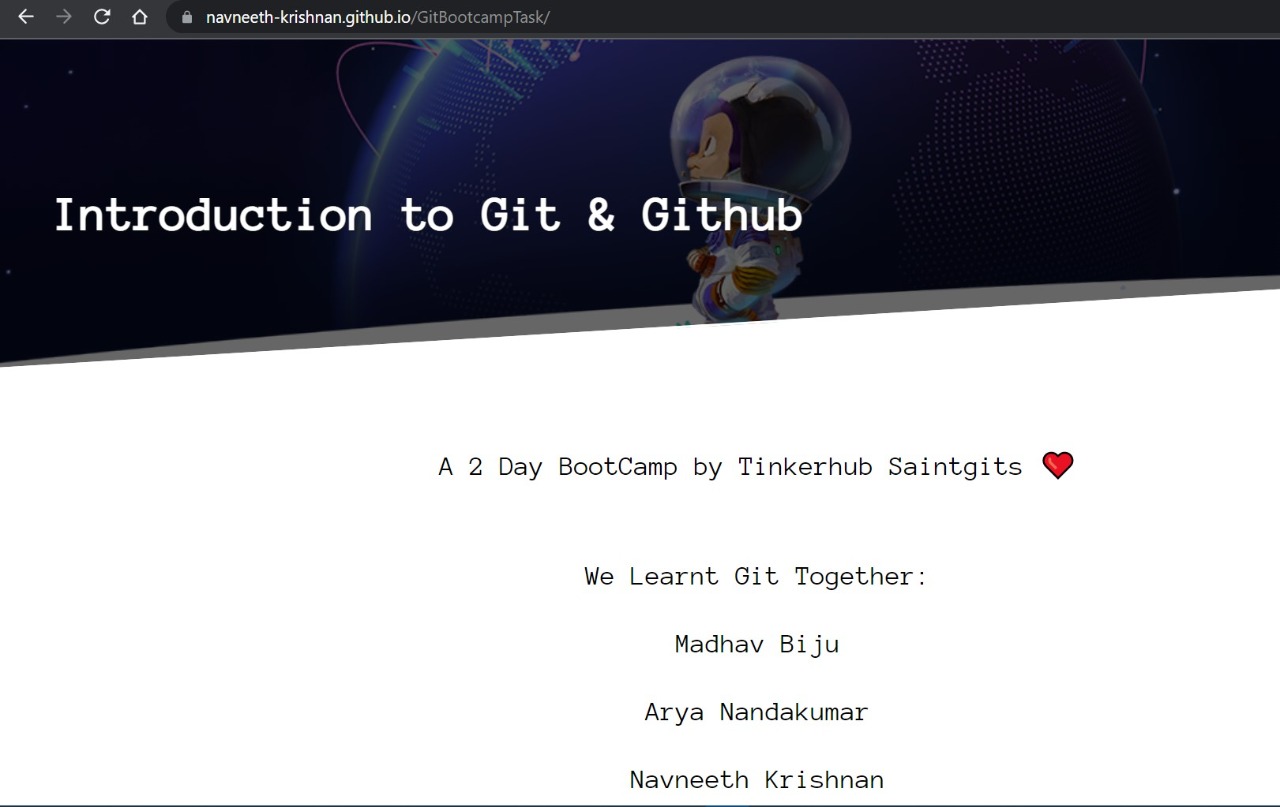 navneeth-krishnan.github.io/GitBootcampTask/
Introduction to Git & Github
A 2 Day BootCamp by Tinkerhub Saintgits ❤️
We Learnt Git Together:
Madhav Biju
Arya Nandakumar
Navneeth Krishnan